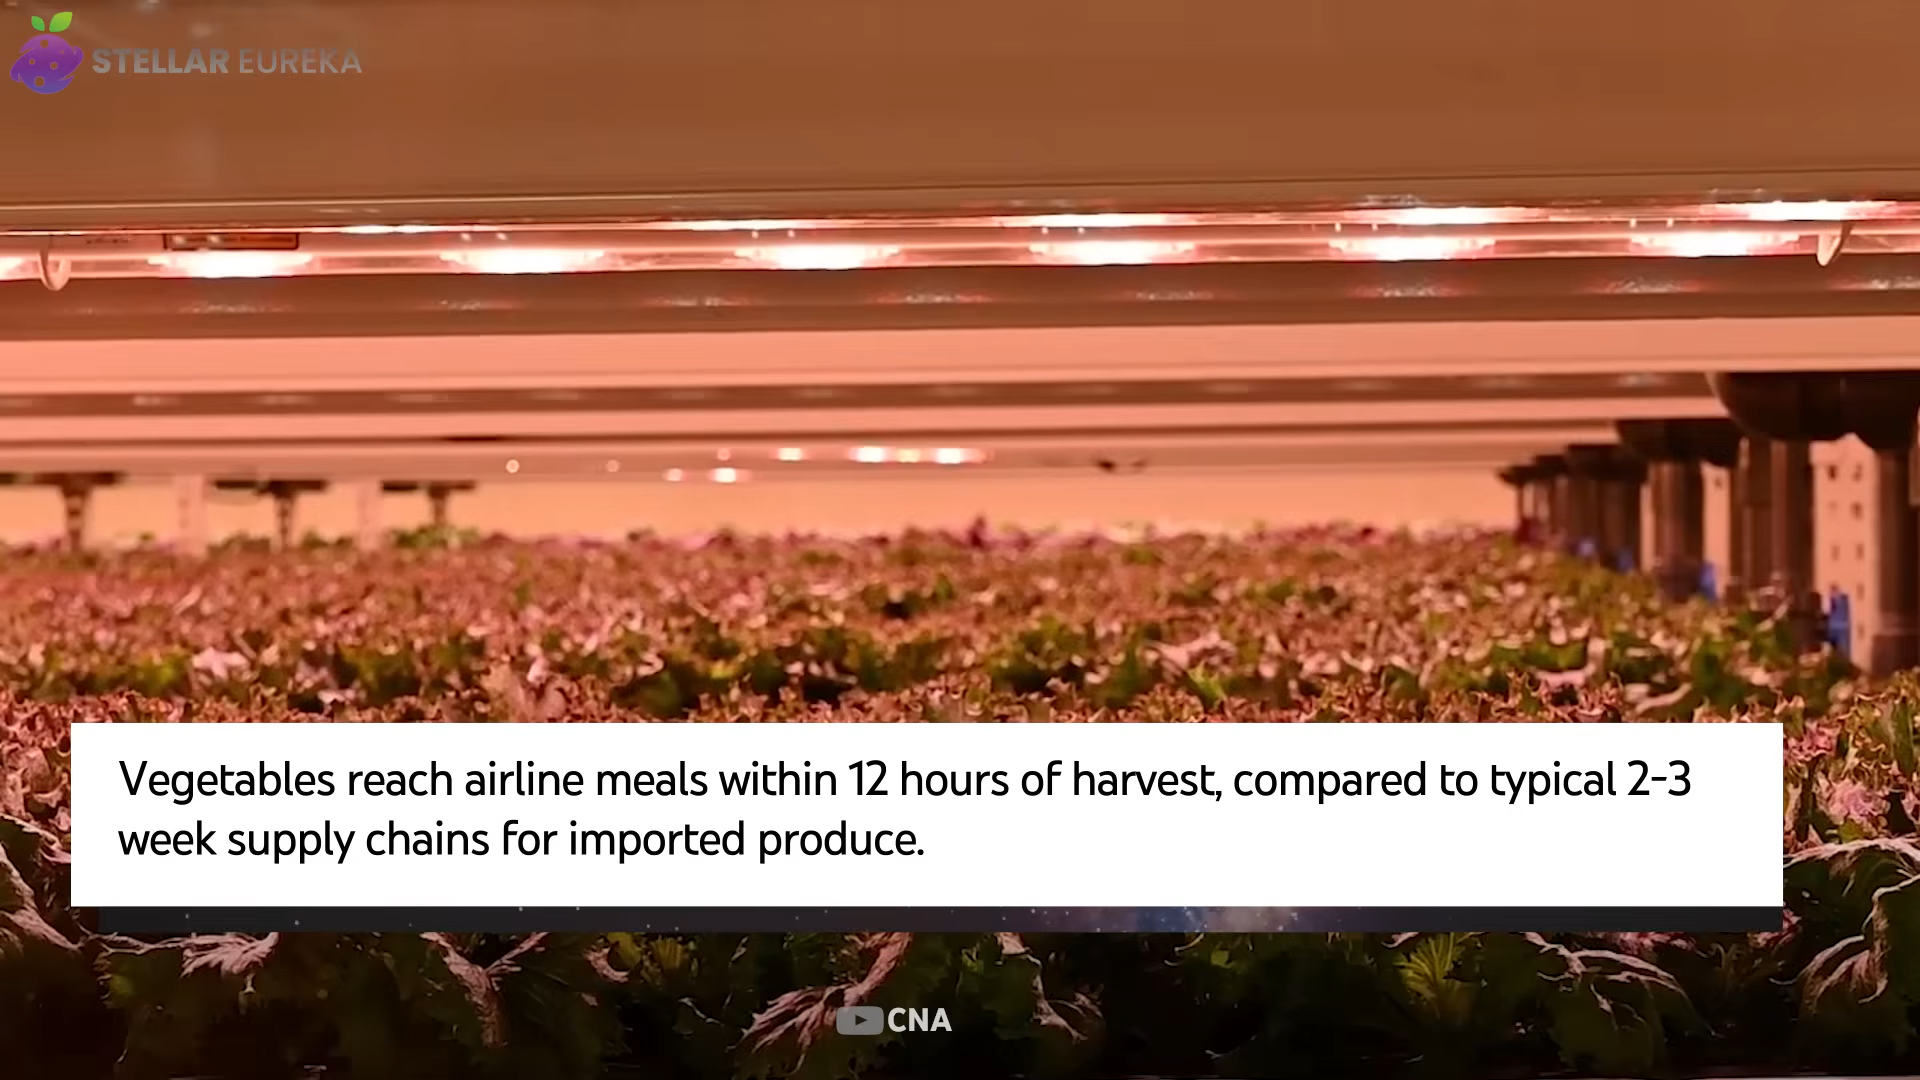 STELLAR EUREKA
Vegetables reach airline meals within 12 hours of harvest, compared to typical 2-3
week supply chains for imported produce.
CNA